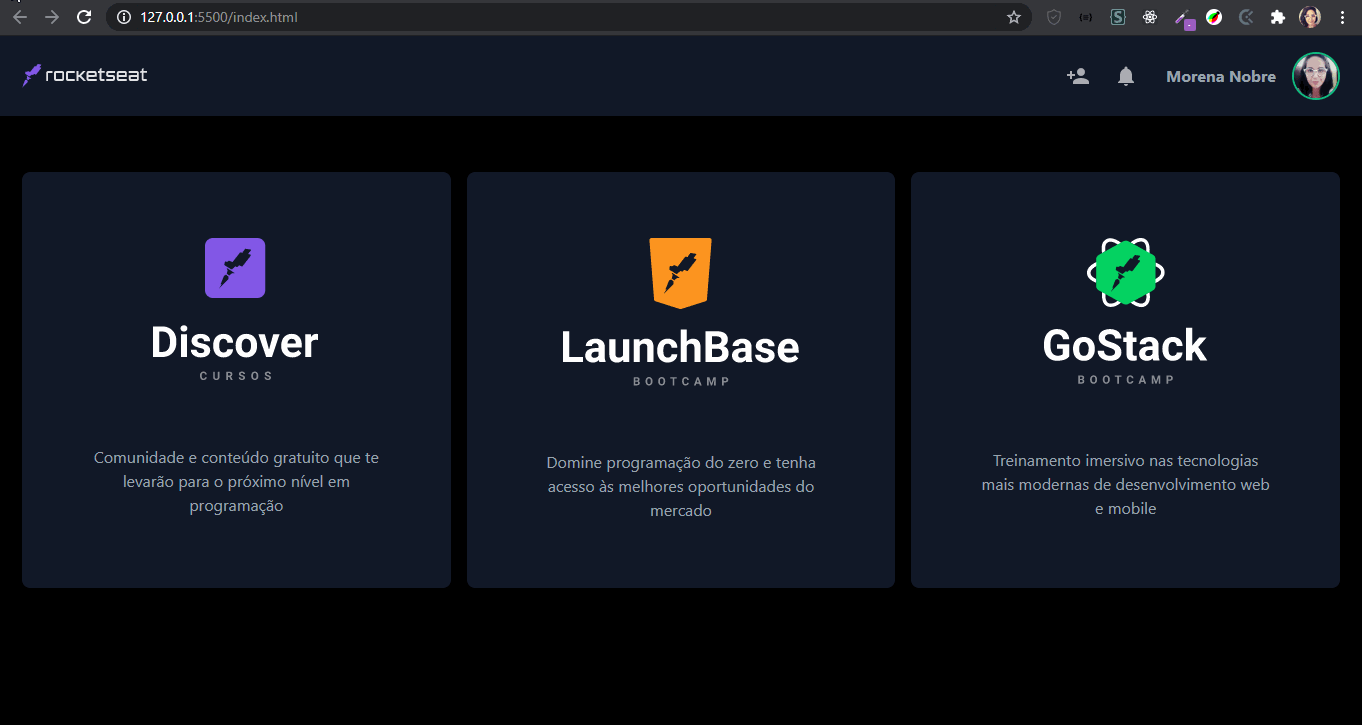 127.0.0.1:5500/index.html
rocketseat
Morena Nobre
Discover
CURSOS
Comunidade e conteúdo gratuito que te
levarão para o próximo nível em
programação
LaunchBase
BOOTCAMP
Domine programação do zero e tenha
acesso às melhores oportunidades do
mercado
GoStack
BOOTCAMP
Treinamento imersivo nas tecnologias
mais modernas de desenvolvimento web
e mobile